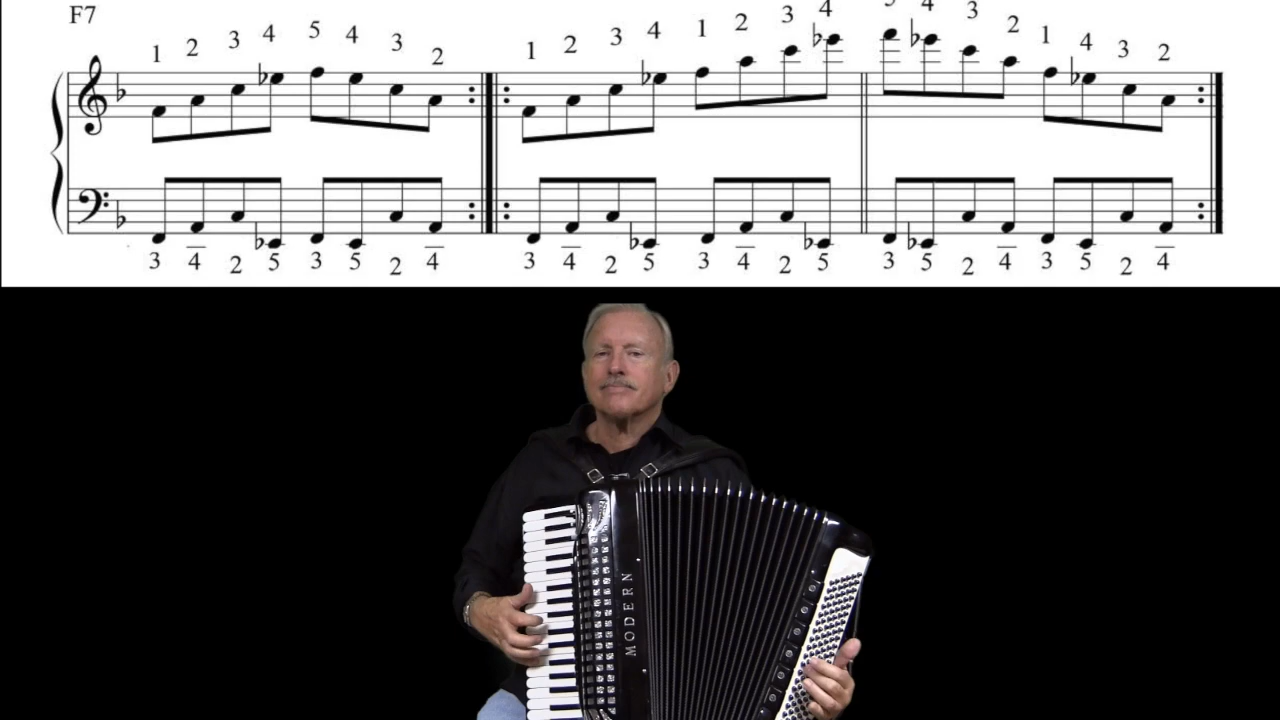 F7
1 2 3 4 5 4 3 2 1 2 3 4 1 2 3 4 5 4 3 2 1 4 3 2
3 4 2 5 3 5 2 4 3 4 2 5 3 4 2 5 3 5 2 4 3 5 2 4
MODERN